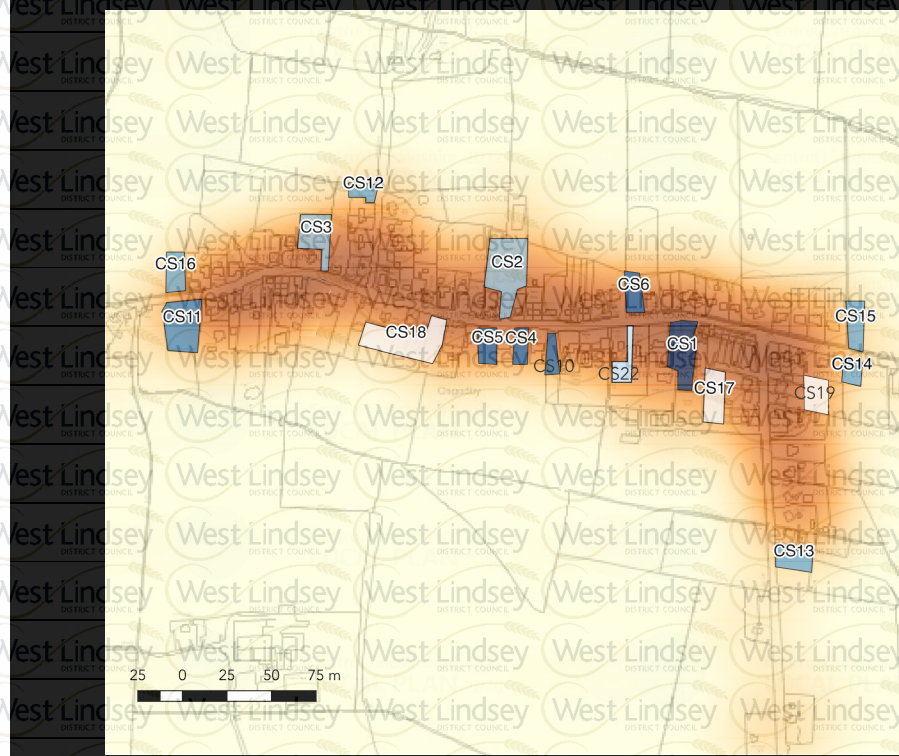 West Lindsey
DISTRICT COUNCIL
CS12
CS3
CS16
CS2
CS6
CS11
CS15
CS18
CS5
CS4
CS1
CS10
CS22
CS14
CS17
CS19
CS13
25 0 25 50 75 m